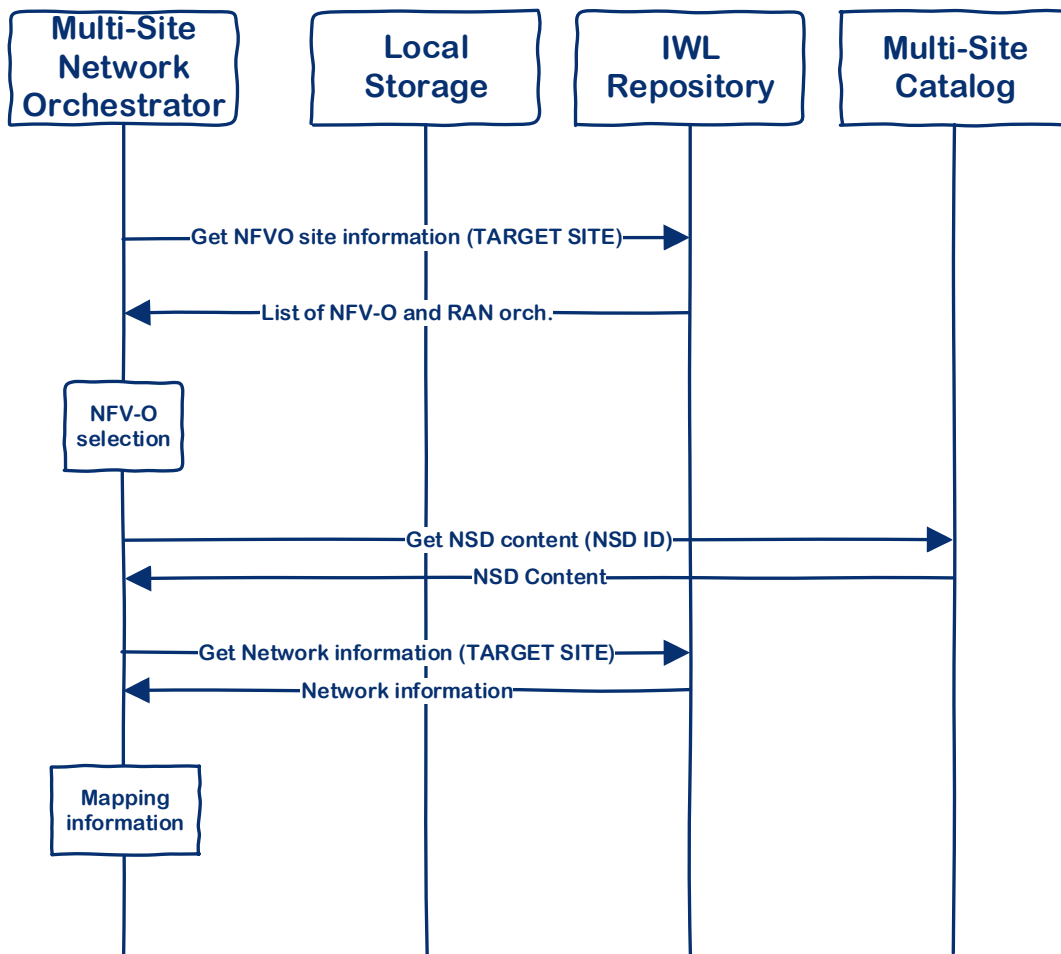 Multi-Site
Network
Orchestrator
Local
Storage
IWL
Repository
Multi-Site
Catalog
Get NFVO site information (TARGET SITE)
List of NFV-O and RAN orch.
NFV-O
selection
Get NSD content (NSD ID)
NSD Content
Get Network information (TARGET SITE)
Network information
Mapping
information